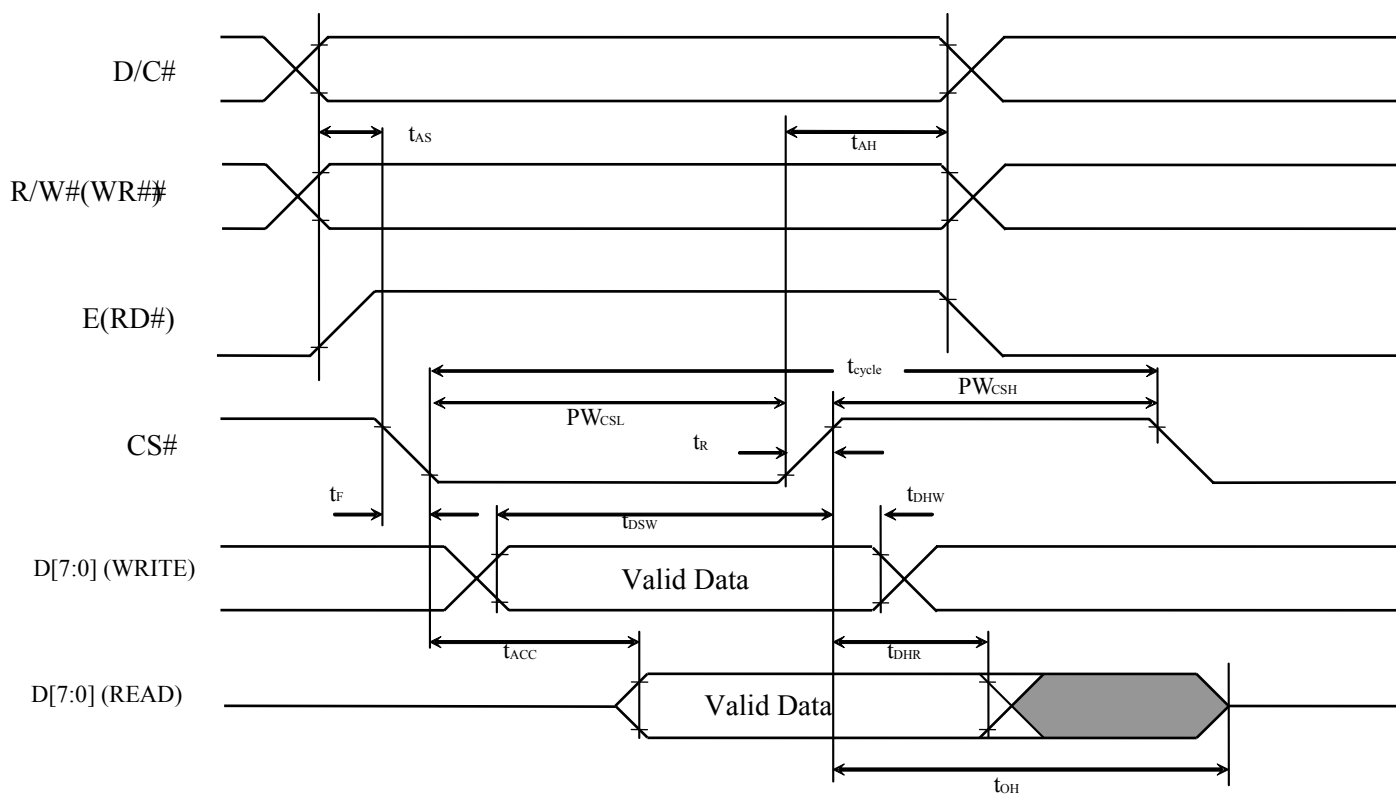 D/C#
tAS
tAH
R/W#(WR##
E(RD#)
tcycle
PWCSL
PWCSH
CS#
tR
tF
tDSW
tDHW
D[7:0] (WRITE)
Valid Data
tACC
tDHR
D[7:0] (READ)
Valid Data
tOH